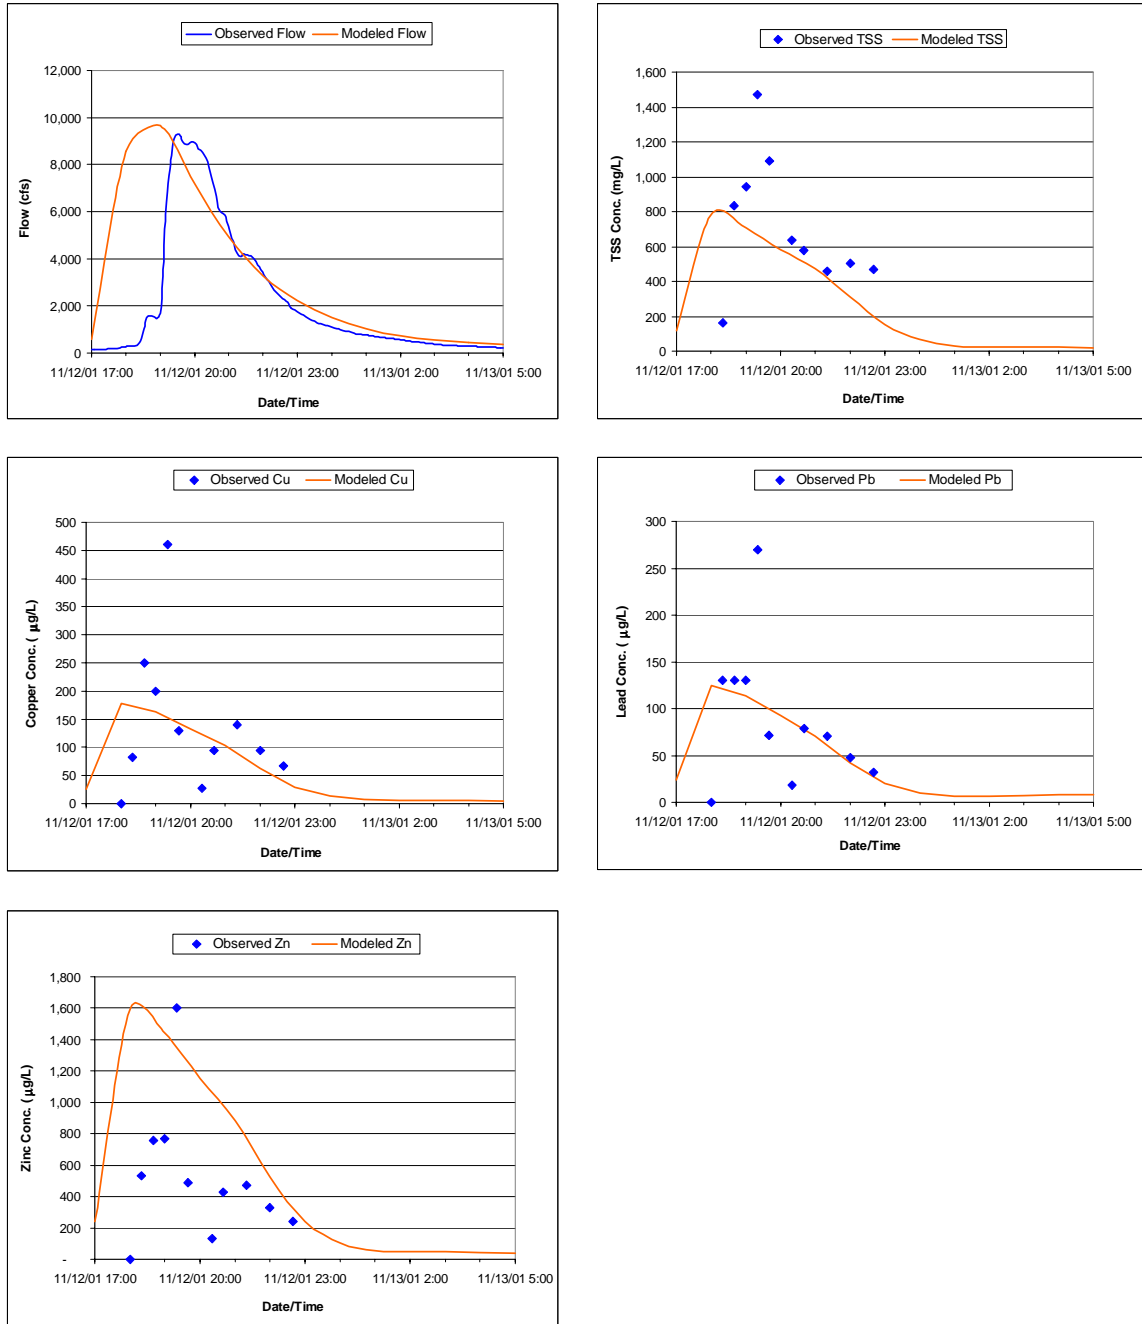 Observed Flow Modeled Flow
12,000
10,000
8,000
6,000
4,000
2,000
0
Flow (cfs)
11/12/01 17:00 11/12/01 20:00 11/12/01 23:00 11/13/01 2:00 11/13/01 5:00
Date/Time
Observed TSS Modeled TSS
1,600
1,400
1,200
1,000
800
600
400
200
0
TSS Conc. (mg/L)
11/12/01 17:00 11/12/01 20:00 11/12/01 23:00 11/13/01 2:00 11/13/01 5:00
Date/Time
Observed Cu Modeled Cu
500
450
400
350
300
250
200
150
100
50
0
Copper Conc. ( µg/L)
11/12/01 17:00 11/12/01 20:00 11/12/01 23:00 11/13/01 2:00 11/13/01 5:00
Date/Time
Observed Pb Modeled Pb
300
250
200
150
100
50
0
Lead Conc. ( µg/L)
11/12/01 17:00 11/12/01 20:00 11/12/01 23:00 11/13/01 2:00 11/13/01 5:00
Date/Time
Observed Zn Modeled Zn
1,800
1,600
1,400
1,200
1,000
800
600
400
200
-
Zinc Conc. (µg/L)
11/12/01 17:00 11/12/01 20:00 11/12/01 23:00 11/13/01 2:00 11/13/01 5:00
Date/Time